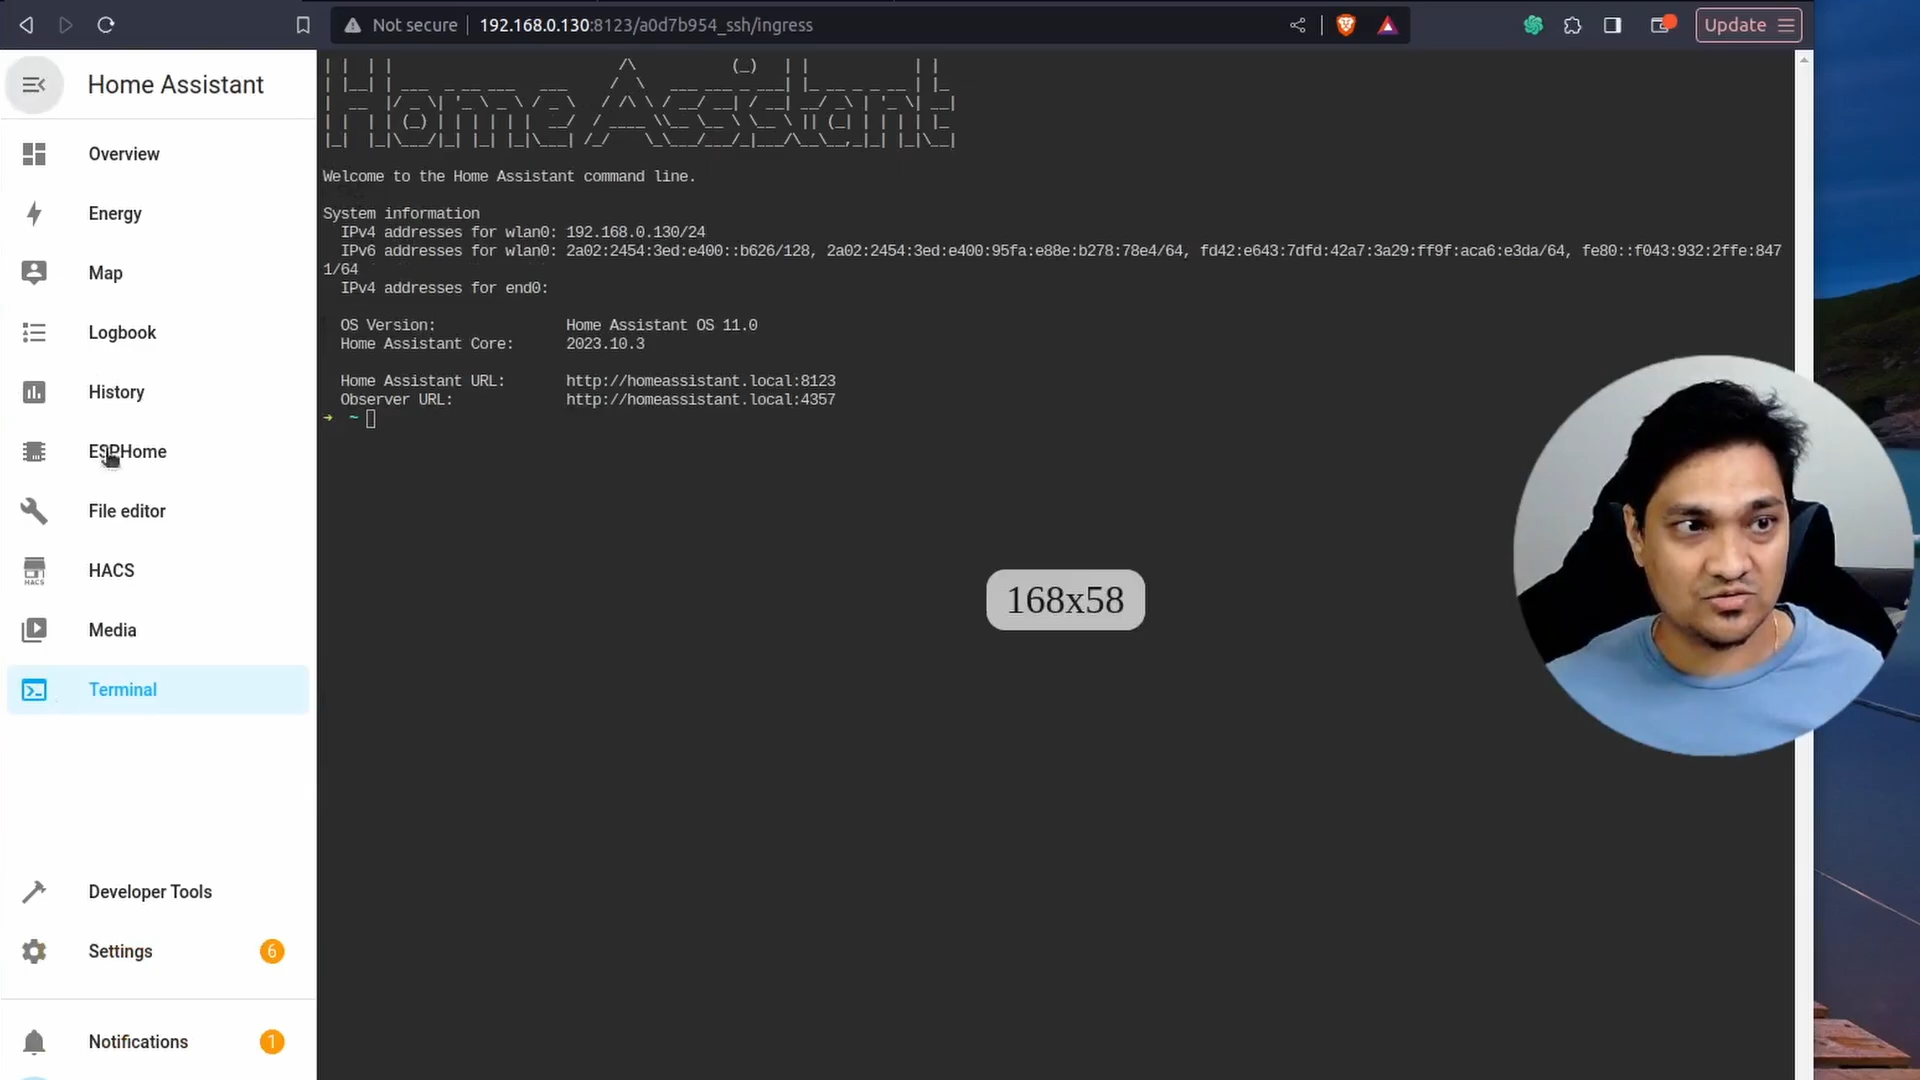 Not secure
192.168.0.130:8123/a0d7b954_ssh/ingress
Update
Home Assistant
Overview
Energy
Map
Logbook
History
ESPHome
File editor
HACS
HACS
Media
Terminal
Developer Tools
Settings
6
Notifications
1
Home Assistant
Welcome to the Home Assistant command line.
System information
IPv4 addresses for wlan0: 192.168.0.130/24
IPv6 addresses for wlan0: 2a02:2454:3ed:e400::b626/128, 2a02:2454:3ed:e400:95fa:e88e:b278:78e4/64, fd42:e643:7dfd:42a7:3a29:ff9f:aca6:e3da/64, fe80::f043:932:2ffe:847
1/64
IPv4 addresses for end0:
OS Version: Home Assistant OS 11.0
Home Assistant Core: 2023.10.3
Home Assistant URL: http://homeassistant.local:8123
Observer URL: http://homeassistant.local:4357
➜ ~
168x58